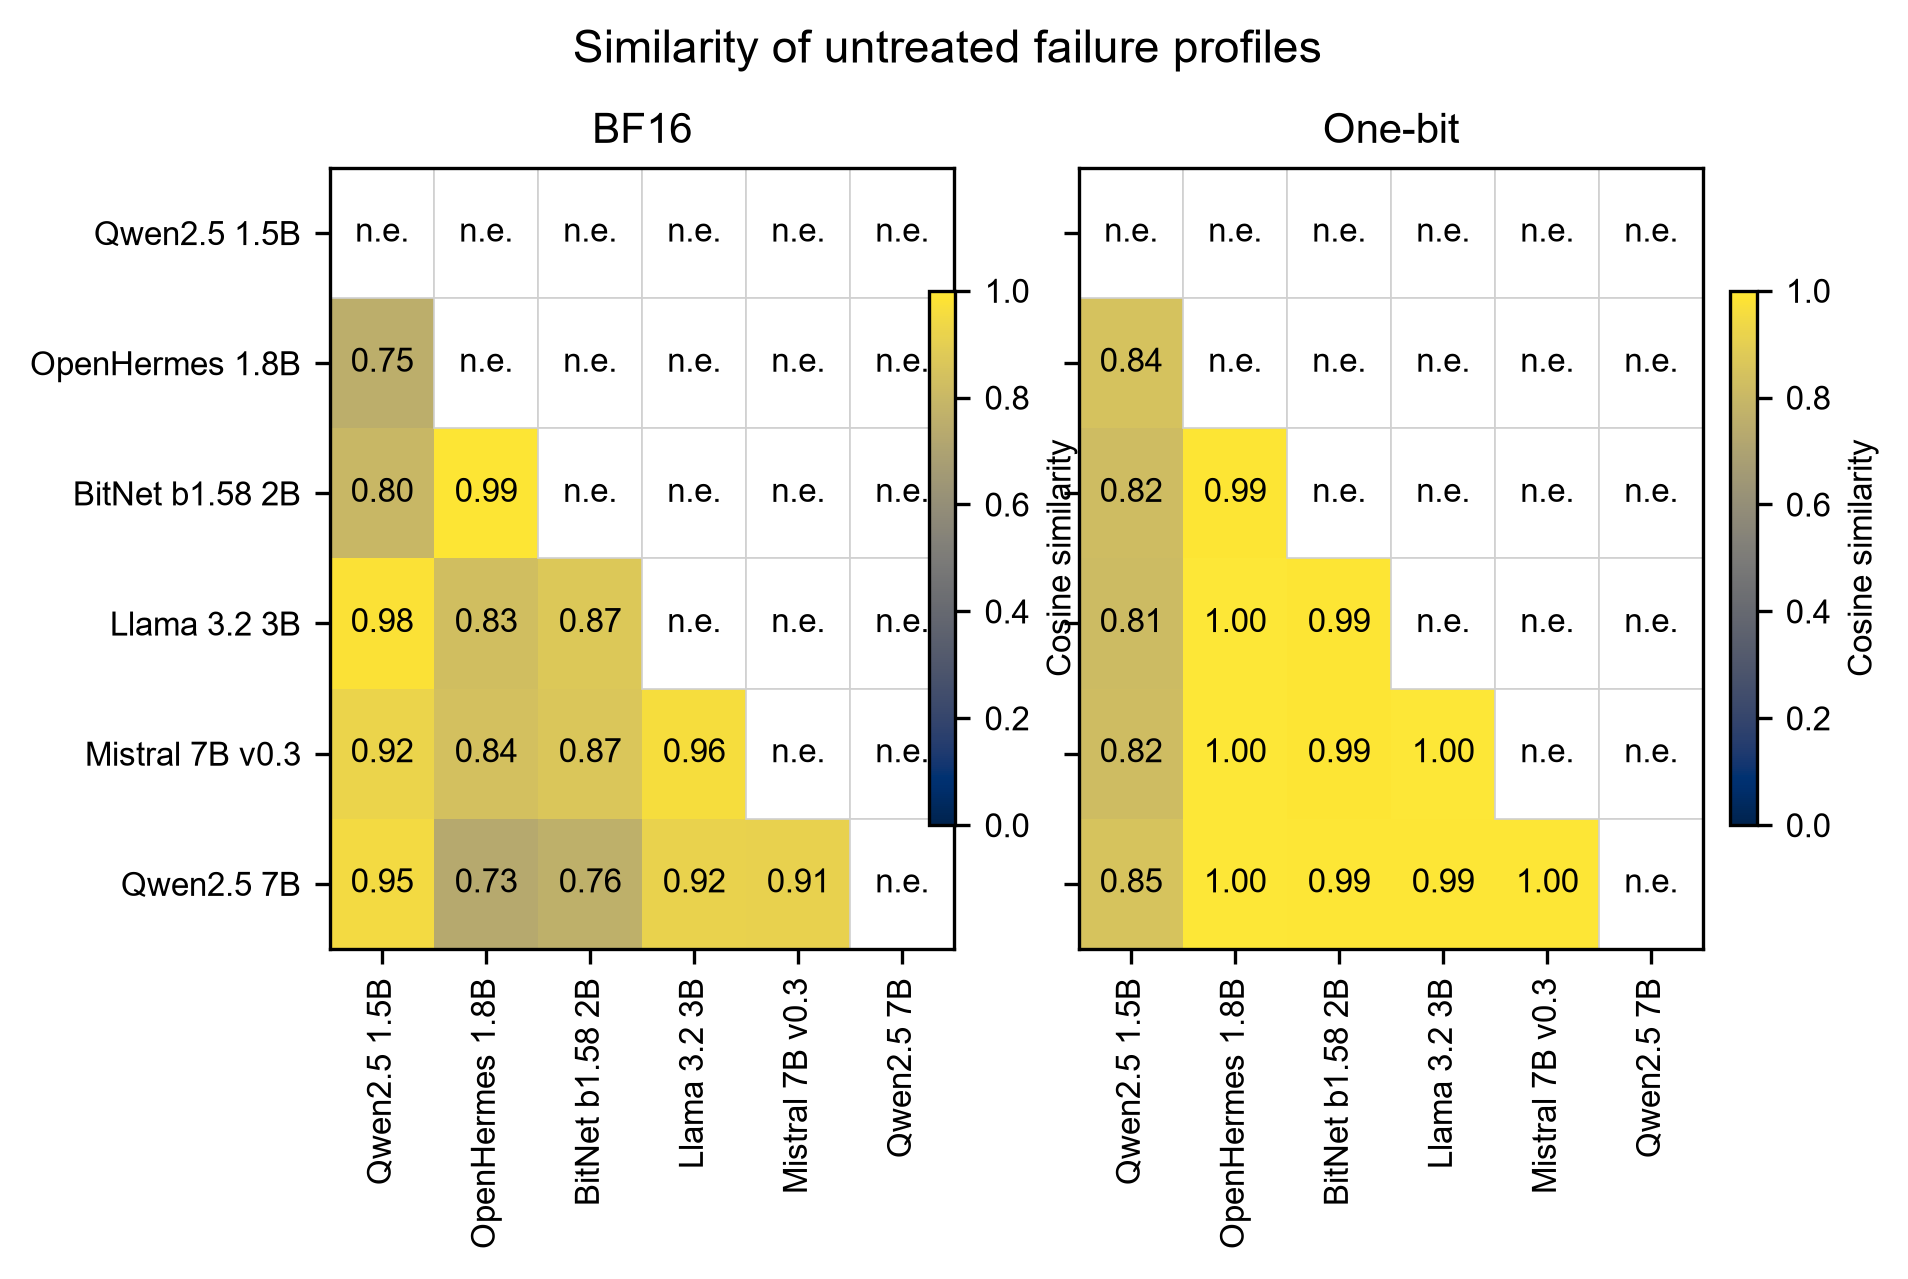 Similarity of untreated failure profiles
BF16
One-bit
Qwen2.5 1.5B n.e. n.e. n.e. n.e. n.e. n.e. n.e. n.e. n.e. n.e. n.e. n.e.
1.0 1.0
OpenHermes 1.8B 0.75 n.e. n.e. n.e. n.e. n.e. 0.84 n.e. n.e. n.e. n.e. n.e.
0.8 0.8
BitNet b1.58 2B 0.80 0.99 n.e. n.e. n.e. n.e. 0.82 0.99 n.e. n.e. n.e. n.e.
0.6 0.6
Cosine similarity Cosine similarity
0.4 0.4
Llama 3.2 3B 0.98 0.83 0.87 n.e. n.e. n.e. 0.81 1.00 0.99 n.e. n.e. n.e.
0.2 0.2
Mistral 7B v0.3 0.92 0.84 0.87 0.96 n.e. n.e. 0.82 1.00 0.99 1.00 n.e. n.e.
0.0 0.0
Qwen2.5 7B 0.95 0.73 0.76 0.92 0.91 n.e. 0.85 1.00 0.99 0.99 1.00 n.e.
Qwen2.5 1.5B
OpenHermes 1.8B
BitNet b1.58 2B
Llama 3.2 3B
Mistral 7B v0.3
Qwen2.5 7B
Qwen2.5 1.5B
OpenHermes 1.8B
BitNet b1.58 2B
Llama 3.2 3B
Mistral 7B v0.3
Qwen2.5 7B